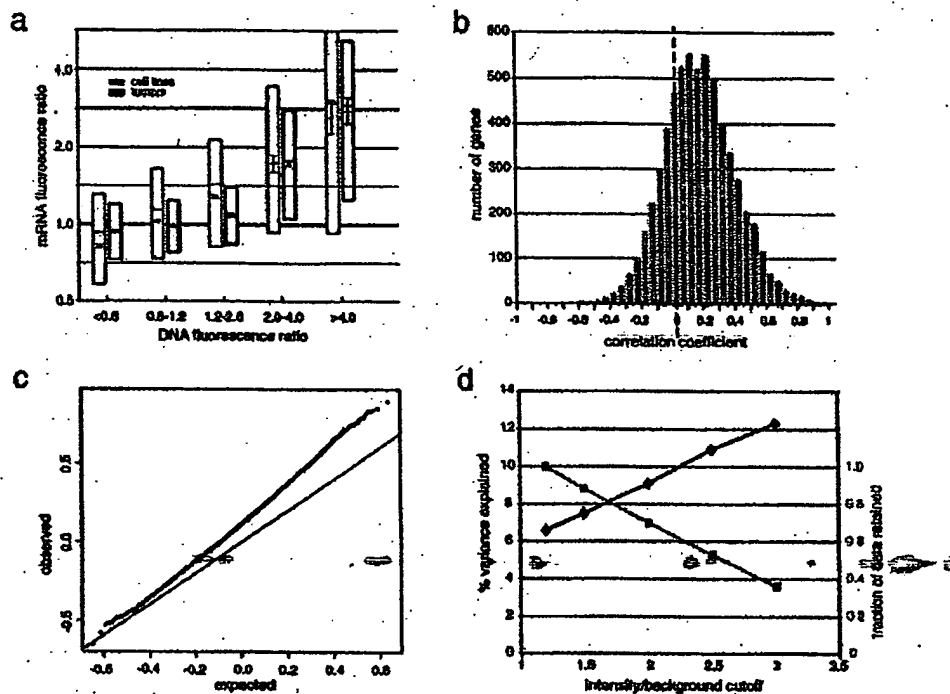 a
mRNA fluorescence ratio
4.0
2.0
1.0
0.5
cell lines
tumors
<0.8 0.8-1.2 1.2-2.0 2.0-4.0 >4.0
DNA fluorescence ratio
b
number of genes
600
500
400
300
200
100
0
-1 -0.8 -0.6 -0.4 -0.2 0 0.2 0.4 0.6 0.8 1
correlation coefficient
c
observed
0.5
0.0
-0.5
-0.6 -0.4 -0.2 0.0 0.2 0.4 0.6
expected
d
% variance explained
14
12
10
8
6
4
2
0
1 1.5 2 2.5 3 3.5
intensity/background cutoff
1.0
0.8
0.6
0.4
0.2
0
fraction of data retained